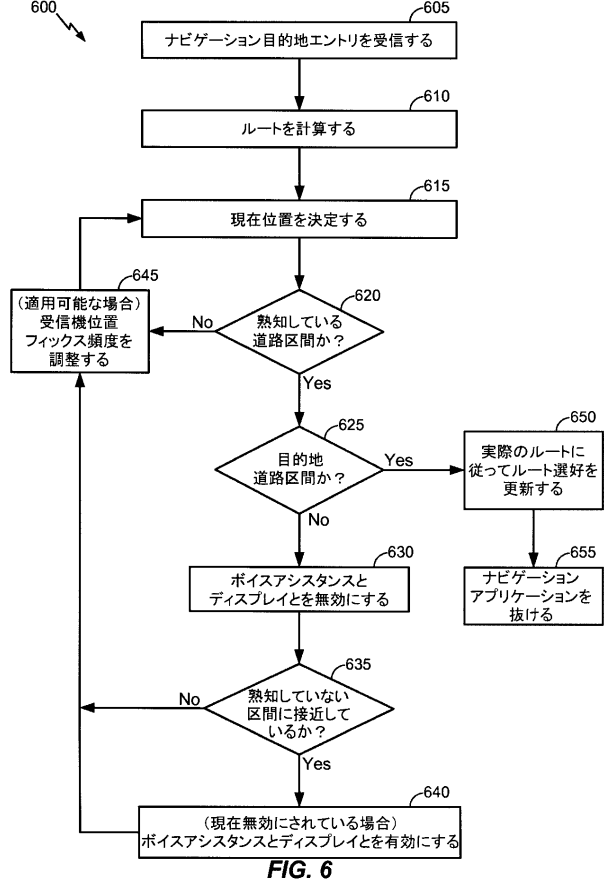 600
605
ナビゲーション目的地エントリを受信する
610
ルートを計算する
615
現在位置を決定する
645
(適用可能な場合)
受信機位置
フィックス頻度を
調整する
620
熟知している
道路区間か?
No
Yes
625
目的地
道路区間か?
Yes
No
650
実際のルートに
従ってルート選好を
更新する
630
ボイスアシスタンスと
ディスプレイとを無効にする
655
ナビゲーション
アプリケーションを
抜ける
635
熟知していない
区間に接近して
いるか?
No
Yes
640
(現在無効にされている場合)
ボイスアシスタンスとディスプレイとを有効にする
FIG. 6